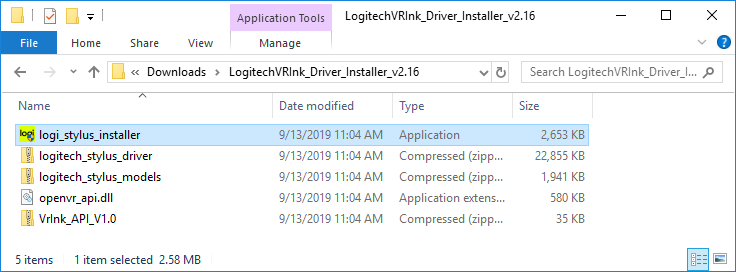 Application Tools LogitechVRInk_Driver_Installer_v2.16
File Home Share View Manage
Downloads LogitechVRInk_Driver_Installer_v2.16 Search LogitechVRInk_Driver_I...
Name Date modified Type Size
logi logi_stylus_installer 9/13/2019 11:04 AM Application 2,653 KB
logitech_stylus_driver 9/13/2019 11:04 AM Compressed (zipp... 22,855 KB
logitech_stylus_models 9/13/2019 11:04 AM Compressed (zipp... 1,941 KB
openvr_api.dll 9/13/2019 11:04 AM Application exten... 580 KB
VrInk_API_V1.0 9/13/2019 11:04 AM Compressed (zipp... 35 KB
5 items 1 item selected 2.58 MB